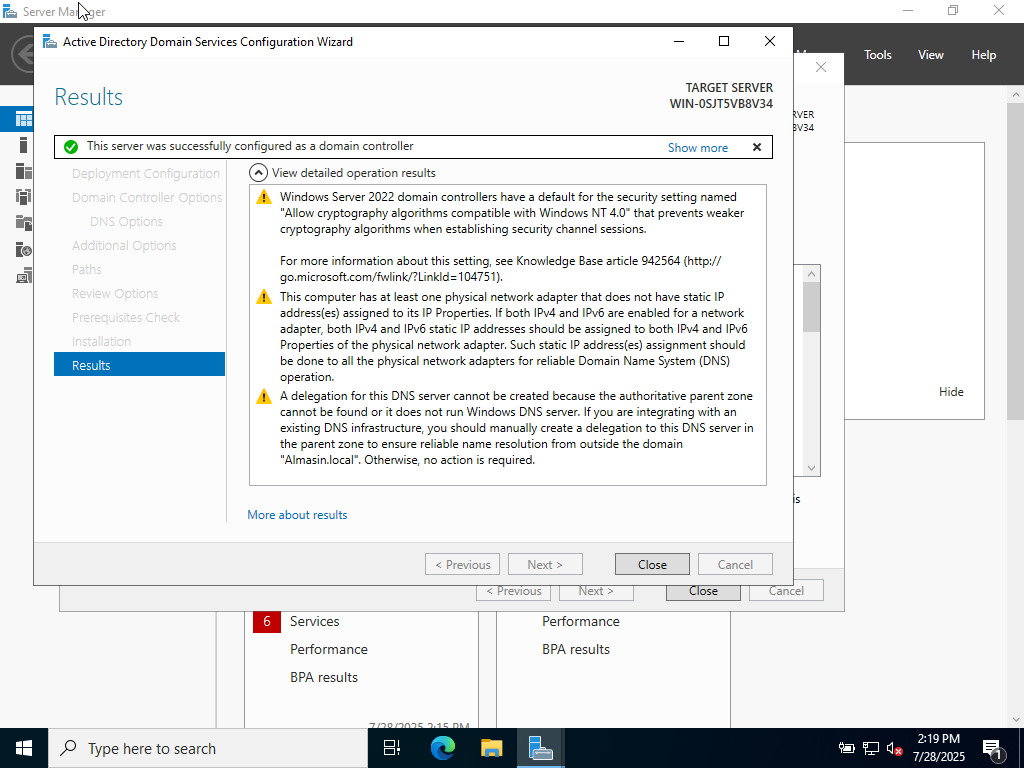 Server Manager
Active Directory Domain Services Configuration Wizard
Tools
View
Help
Results
TARGET SERVER
WIN-0SJT5VB8V34
This server was successfully configured as a domain controller
Show more
Deployment Configuration
Domain Controller Options
DNS Options
Additional Options
Paths
Review Options
Prerequisites Check
Installation
Results
View detailed operation results
Windows Server 2022 domain controllers have a default for the security setting named
"Allow cryptography algorithms compatible with Windows NT 4.0" that prevents weaker
cryptography algorithms when establishing security channel sessions.
For more information about this setting, see Knowledge Base article 942564 (http://
go.microsoft.com/fwlink/?LinkId=104751).
This computer has at least one physical network adapter that does not have static IP
address(es) assigned to its IP Properties. If both IPv4 and IPv6 are enabled for a network
adapter, both IPv4 and IPv6 static IP addresses should be assigned to both IPv4 and IPv6
Properties of the physical network adapter. Such static IP address(es) assignment should
be done to all the physical network adapters for reliable Domain Name System (DNS)
operation.
A delegation for this DNS server cannot be created because the authoritative parent zone
cannot be found or it does not run Windows DNS server. If you are integrating with an
existing DNS infrastructure, you should manually create a delegation to this DNS server in
the parent zone to ensure reliable name resolution from outside the domain
"Almasin.local". Otherwise, no action is required.
More about results
< Previous
Next >
Close
Cancel
Hide
< Previous
Next >
Close
Cancel
6
Services
Performance
BPA results
7/28/2025 2:15 PM
Performance
BPA results
Type here to search
2:19 PM
7/28/2025
1